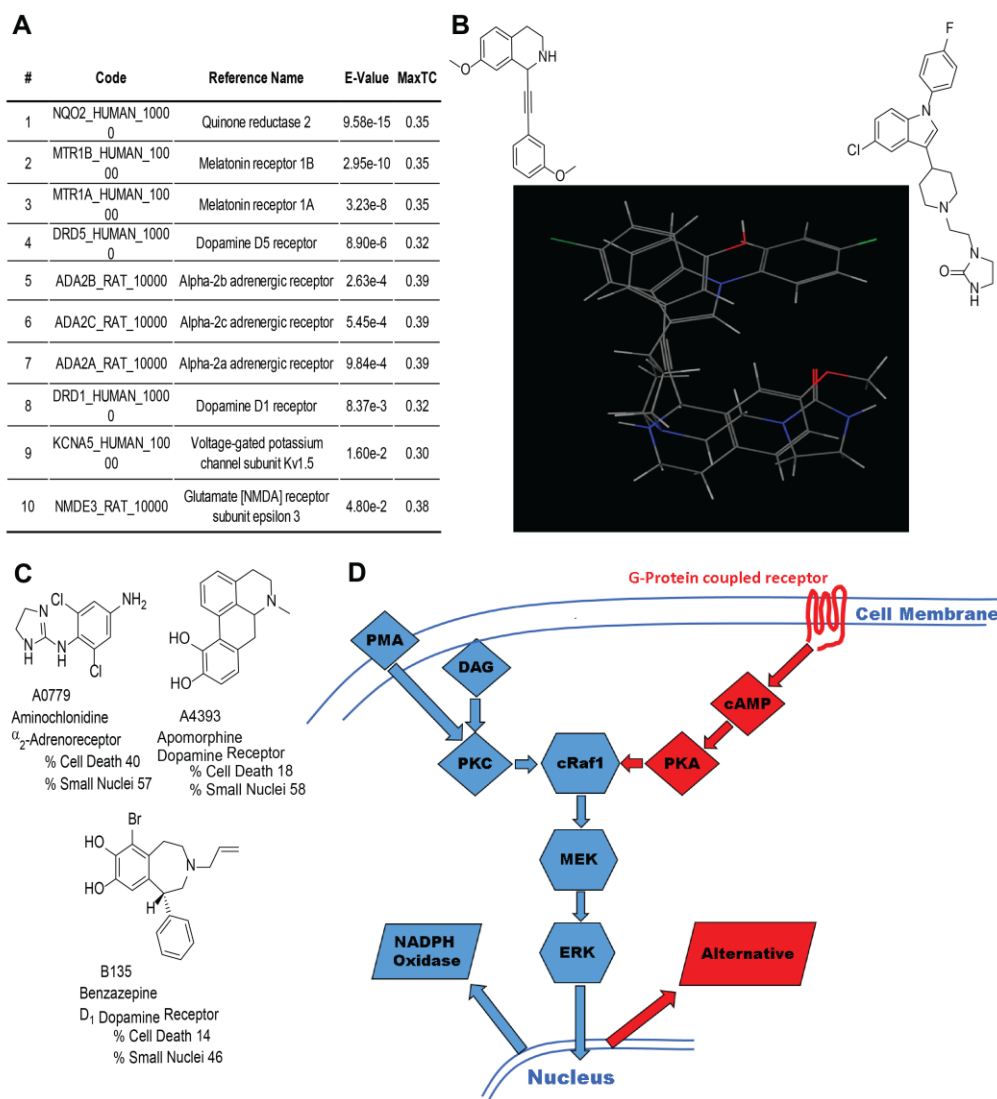 A
# Code Reference Name E-Value MaxTC
1 NQO2_HUMAN_1000
0 Quinone reductase 2 9.58e-15 0.35
2 MTR1B_HUMAN_10
000 Melatonin receptor 1B 2.95e-10 0.35
3 MTR1A_HUMAN_10
000 Melatonin receptor 1A 3.23e-8 0.35
4 DRD5_HUMAN_1000
0 Dopamine D5 receptor 8.90e-6 0.32
5 ADA2B_RAT_10000 Alpha-2b adrenergic receptor 2.63e-4 0.39
6 ADA2C_RAT_10000 Alpha-2c adrenergic receptor 5.45e-4 0.39
7 ADA2A_RAT_10000 Alpha-2a adrenergic receptor 9.84e-4 0.39
8 DRD1_HUMAN_1000
0 Dopamine D1 receptor 8.37e-3 0.32
9 KCNA5_HUMAN_10
000 Voltage-gated potassium
channel subunit Kv1.5 1.60e-2 0.30
10 NMDE3_RAT_10000 Glutamate [NMDA] receptor
subunit epsilon 3 4.80e-2 0.38
B
O
NH
O
F
N
Cl
N
N
O
N
H
C
N
Cl
NH2
N
H
N
H
Cl
A0779
Aminochlonidine
α2-Adrenoreceptor
% Cell Death 40
% Small Nuclei 57
N
HO
HO
A4393
Apomorphine
Dopamine Receptor
% Cell Death 18
% Small Nuclei 58
Br
HO
HO
N
H
B135
Benzazepine
D1 Dopamine Receptor
% Cell Death 14
% Small Nuclei 46
D
G-Protein coupled receptor
Cell Membrane
PMA
DAG
cAMP
PKC
cRaf1
PKA
MEK
NADPH
Oxidase
ERK
Alternative
Nucleus